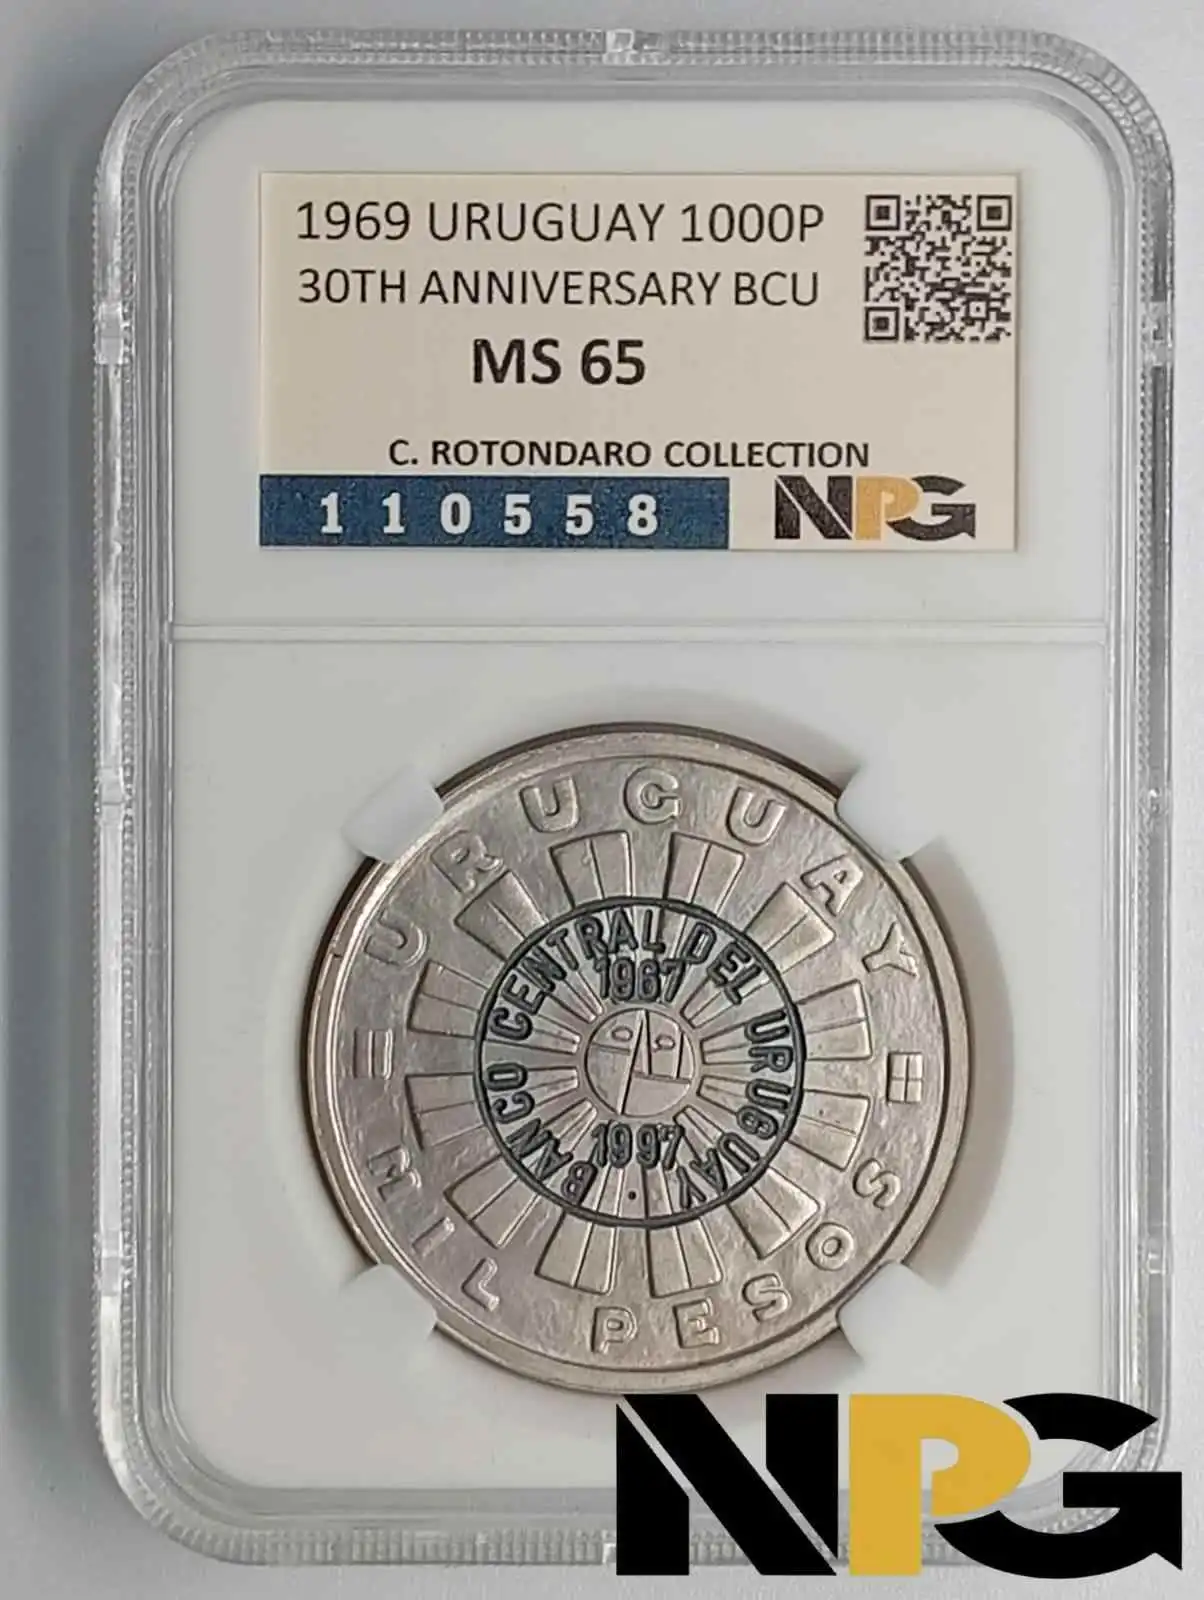 1969 URUGUAY 1000P
30TH ANNIVERSARY BCU
MS 65
C. ROTONDARO COLLECTION
110558
NPG
URUGUAY
BANCO CENTRAL DEL URUGUAY
1967
1997
MIL PESOS
NPG